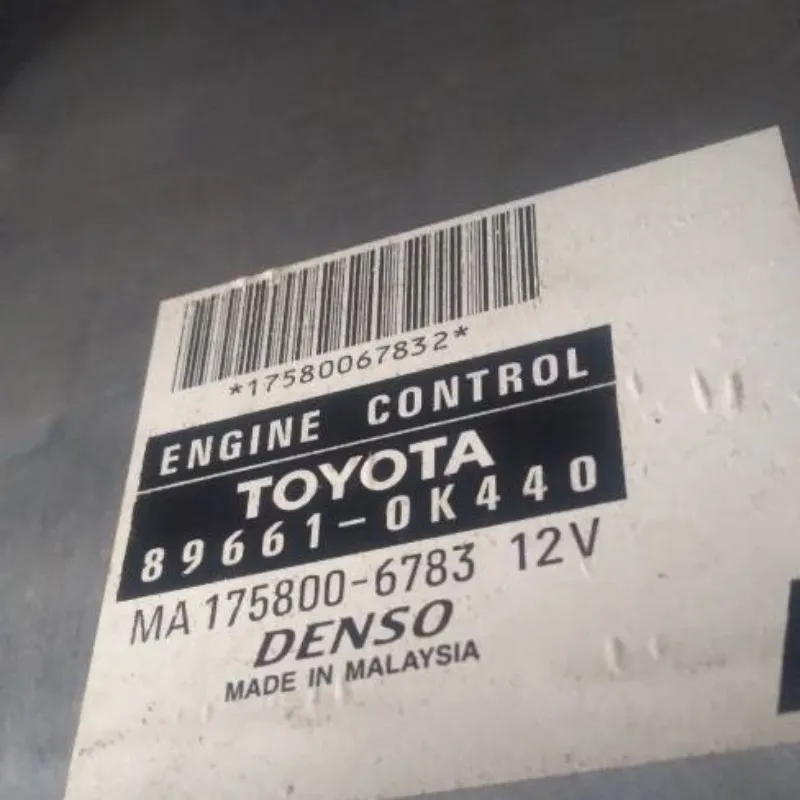 *17580067832*
ENGINE CONTROL
TOYOTA
89661-0K440
MA 175800-6783 12V
DENSO
MADE IN MALAYSIA